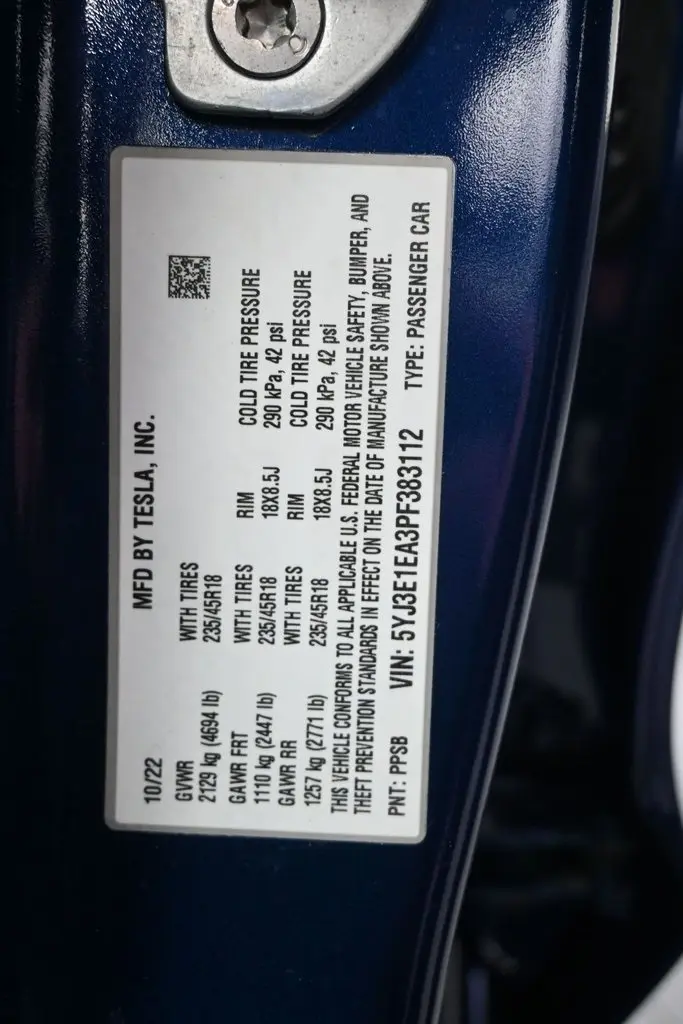 MFD BY TESLA, INC.
10/22
GVWR WITH TIRES
2129 kg (4694 lb) 235/45R18
GAWR FRT WITH TIRES RIM COLD TIRE PRESSURE
1110 kg (2447 lb) 235/45R18 18X8.5J 290 kPa, 42 psi
GAWR RR WITH TIRES RIM COLD TIRE PRESSURE
1257 kg (2771 lb) 235/45R18 18X8.5J 290 kPa, 42 psi
THIS VEHICLE CONFORMS TO ALL APPLICABLE U.S. FEDERAL MOTOR VEHICLE SAFETY, BUMPER, AND
THEFT PREVENTION STANDARDS IN EFFECT ON THE DATE OF MANUFACTURE SHOWN ABOVE.
PNT: PPSB VIN: 5YJ3E1EA3PF383112 TYPE: PASSENGER CAR